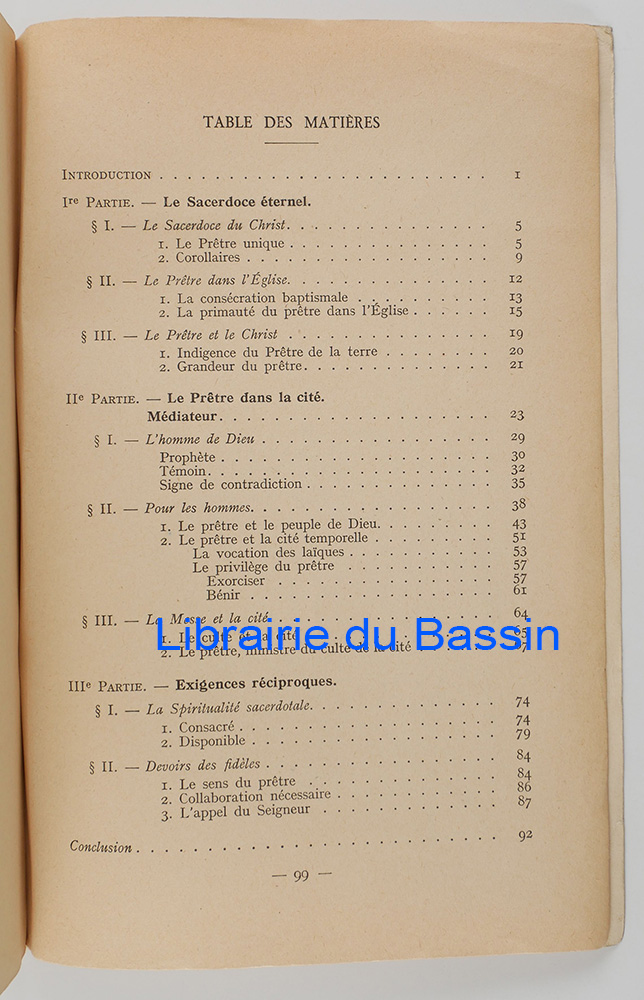 TABLE DES MATIÈRES
INTRODUCTION . . . . . . . . . . . . . . . . . . . . . . . . 1
Ire PARTIE. — Le Sacerdoce éternel.
§ I. — Le Sacerdoce du Christ. . . . . . . . . . . . . . . 5
1. Le Prêtre unique . . . . . . . . . . . . . . . 5
2. Corollaires . . . . . . . . . . . . . . . . . . 9
§ II. — Le Prêtre dans l'Église. . . . . . . . . . . . . . . 12
1. La consécration baptismale . . . . . . . . . . 13
2. La primauté du prêtre dans l'Église . . . . . . 15
§ III. — Le Prêtre et le Christ . . . . . . . . . . . . . . . 19
1. Indigence du Prêtre de la terre . . . . . . . . 20
2. Grandeur du prêtre. . . . . . . . . . . . . . 21
IIe PARTIE. — Le Prêtre dans la cité.
Médiateur. . . . . . . . . . . . . . . . . . . . 23
§ I. — L'homme de Dieu . . . . . . . . . . . . . . . . . 29
Prophète . . . . . . . . . . . . . . . . . . . . 30
Témoin. . . . . . . . . . . . . . . . . . . . . 32
Signe de contradiction . . . . . . . . . . . . . . 35
§ II. — Pour les hommes. . . . . . . . . . . . . . . . . . 38
1. Le prêtre et le peuple de Dieu. . . . . . . . . 43
2. Le prêtre et la cité temporelle . . . . . . . . . 51
La vocation des laïques . . . . . . . . . . . 53
Le privilège du prêtre . . . . . . . . . . . 57
Exorciser . . . . . . . . . . . . . . . . 57
Bénir . . . . . . . . . . . . . . . . . . 61
§ III. — La Messe et la cité . . . . . . . . . . . . . . . . . 64
1. Le culte et la cité . . . . . . . . . . . . . . 65
2. Le prêtre, ministre du culte de la cité . . . . .
Librairie du Bassin
IIIe PARTIE. — Exigences réciproques.
§ I. — La Spiritualité sacerdotale. . . . . . . . . . . . . . 74
1. Consacré . . . . . . . . . . . . . . . . . . . 74
2. Disponible . . . . . . . . . . . . . . . . . . 79
§ II. — Devoirs des fidèles . . . . . . . . . . . . . . . . . 84
1. Le sens du prêtre . . . . . . . . . . . . . . 84
2. Collaboration nécessaire . . . . . . . . . . . . 86
3. L'appel du Seigneur . . . . . . . . . . . . . 87
Conclusion . . . . . . . . . . . . . . . . . . . . . . . . . . 92
— 99 —